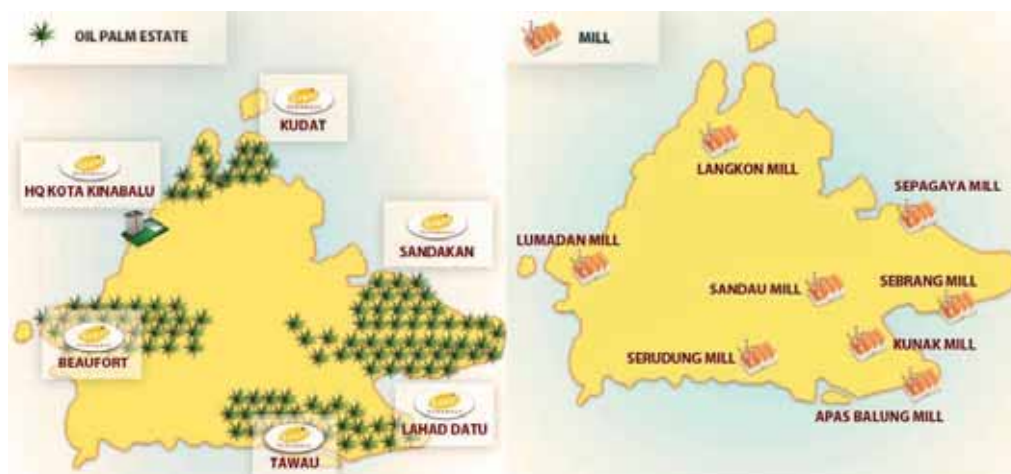 OIL PALM ESTATE
KUDAT
HQ KOTA KINABALU
SANDAKAN
BEAUFORT
LAHAD DATU
TAWAU
MILL
LANGKON MILL
SEPAGAYA MILL
LUMADAN MILL
SANDAU MILL
SEBRANG MILL
SERUDUNG MILL
KUNAK MILL
APAS BALUNG MILL